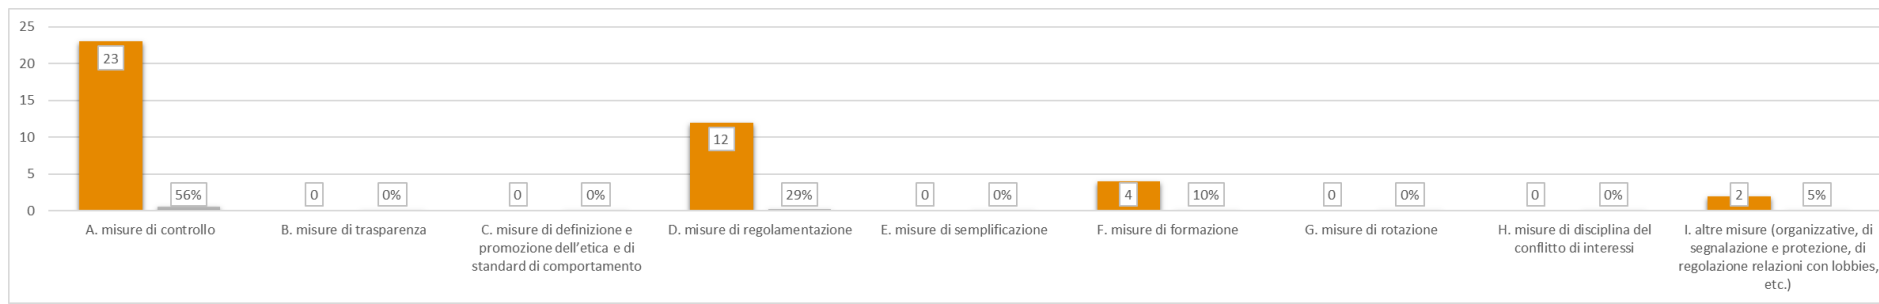 25
20
15
10
5
0
23
56%
0
0%
0
0%
12
29%
0
0%
4
10%
0
0%
0
0%
2
5%
A. misure di controllo
B. misure di trasparenza
C. misure di definizione e
promozione dell’etica e di
standard di comportamento
D. misure di regolamentazione
E. misure di semplificazione
F. misure di formazione
G. misure di rotazione
H. misure di disciplina del
conflitto di interessi
I. altre misure (organizzative, di
segnalazione e protezione, di
regolazione relazioni con lobbies,
etc.)